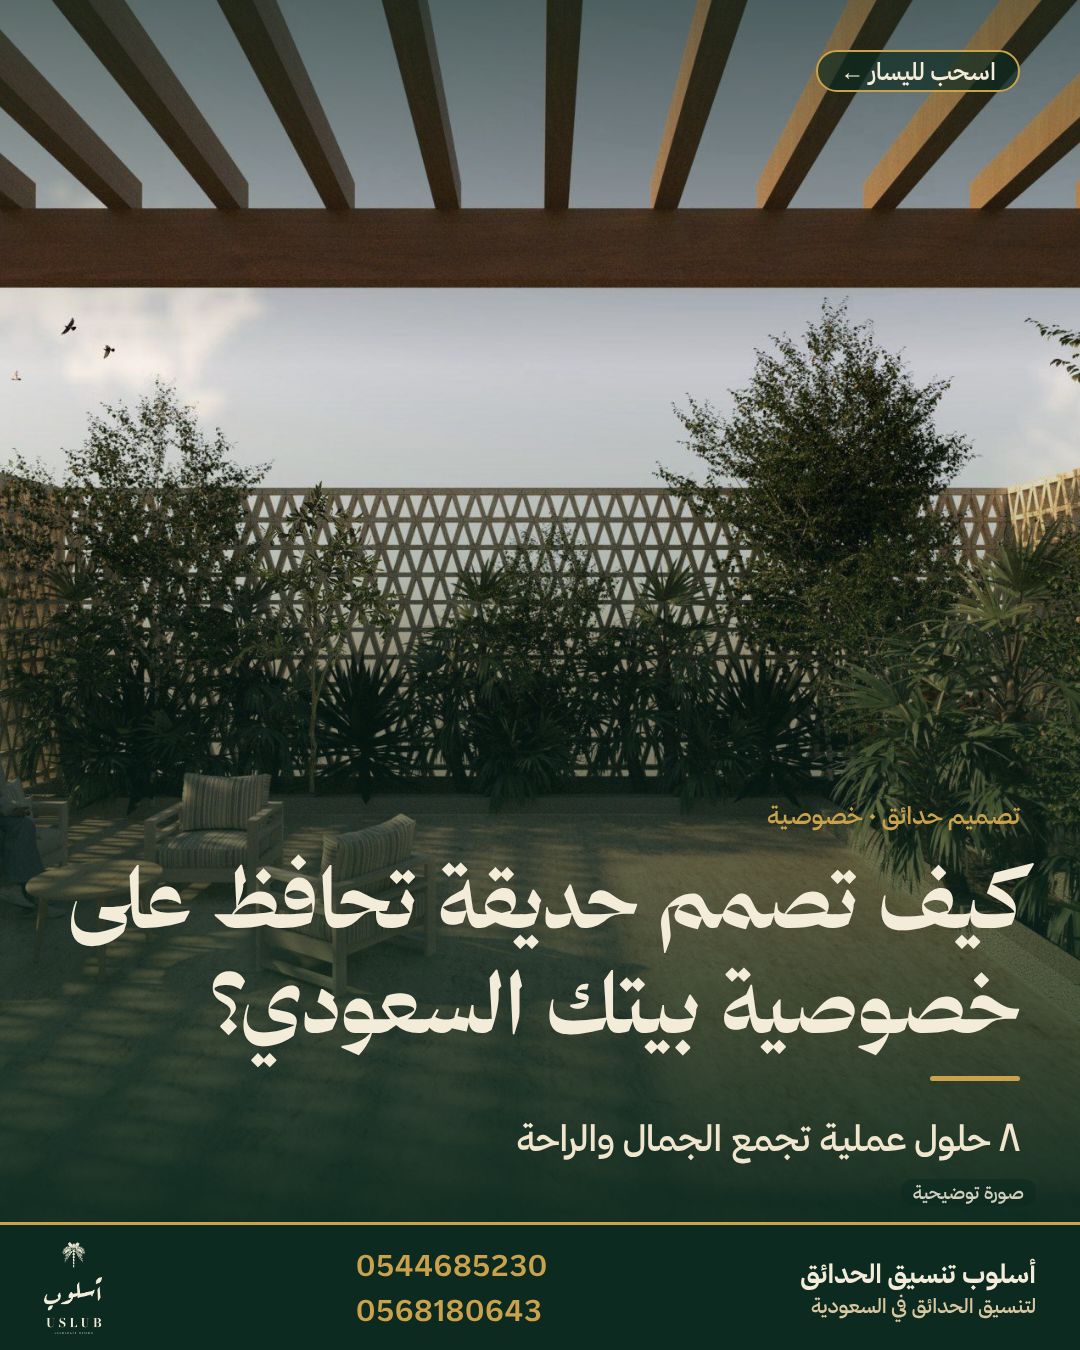 اسحب لليسار ←
تصميم حدائق · خصوصية
كيف تصمم حديقة تحافظ على
خصوصية بيتك السعودي؟
٨ حلول عملية تجمع الجمال والراحة
صورة توضيحية
أسلوب تنسيق الحدائق
لتنسيق الحدائق في السعودية
0544685230
0568180643
أسلوب
USLUB